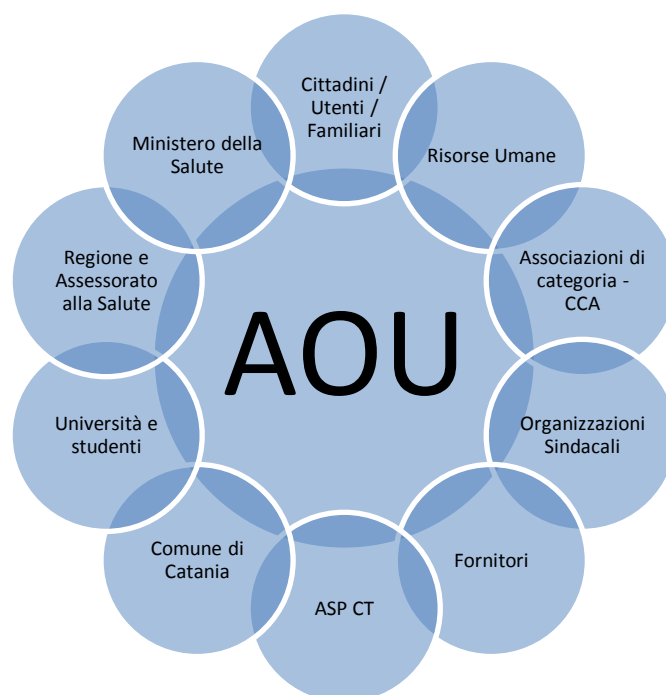 Cittadini /
Utenti /
Familiari
Risorse Umane
Associazioni di
categoria -
CCA
Organizzazioni
Sindacali
Fornitori
ASP CT
Comune di
Catania
Università e
studenti
Regione e
Assessorato
alla Salute
Ministero della
Salute
AOU